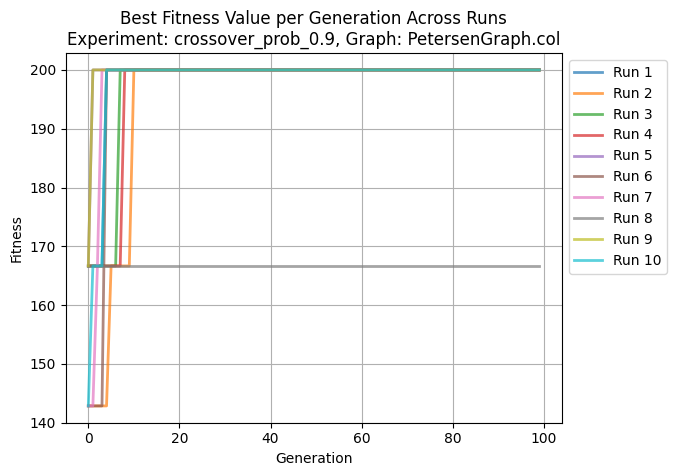 Best Fitness Value per Generation Across Runs
Experiment: crossover_prob_0.9, Graph: PetersenGraph.col
Fitness
200
190
180
170
160
150
140
0
20
40
60
80
100
Generation
Run 1
Run 2
Run 3
Run 4
Run 5
Run 6
Run 7
Run 8
Run 9
Run 10